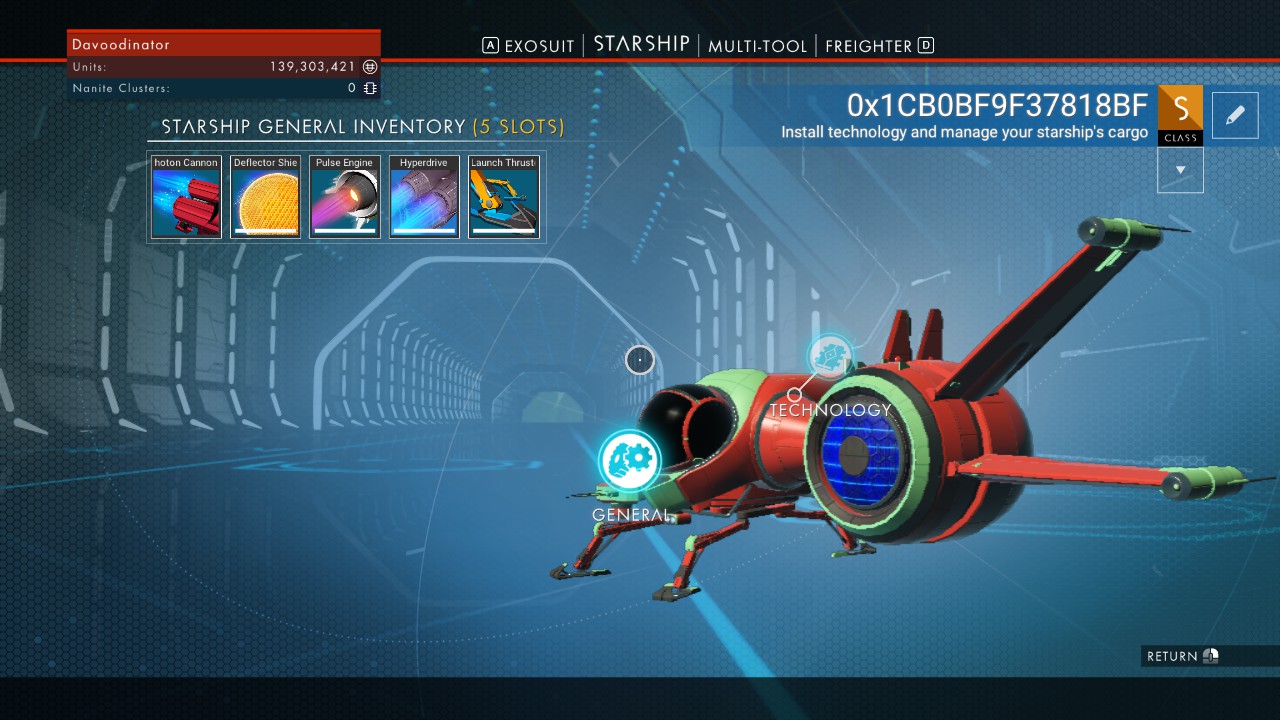 Davoodinator
Units: 139,303,421
Nanite Clusters: 0
A EXOSUIT STARSHIP MULTI-TOOL FREIGHTER D
STARSHIP GENERAL INVENTORY (5 SLOTS)
0x1CB0BF9F37818BF
Install technology and manage your starship's cargo
S
CLASS
hoton Cannon Deflector Shie Pulse Engine Hyperdrive Launch Thrust
TECHNOLOGY
GENERAL
RETURN